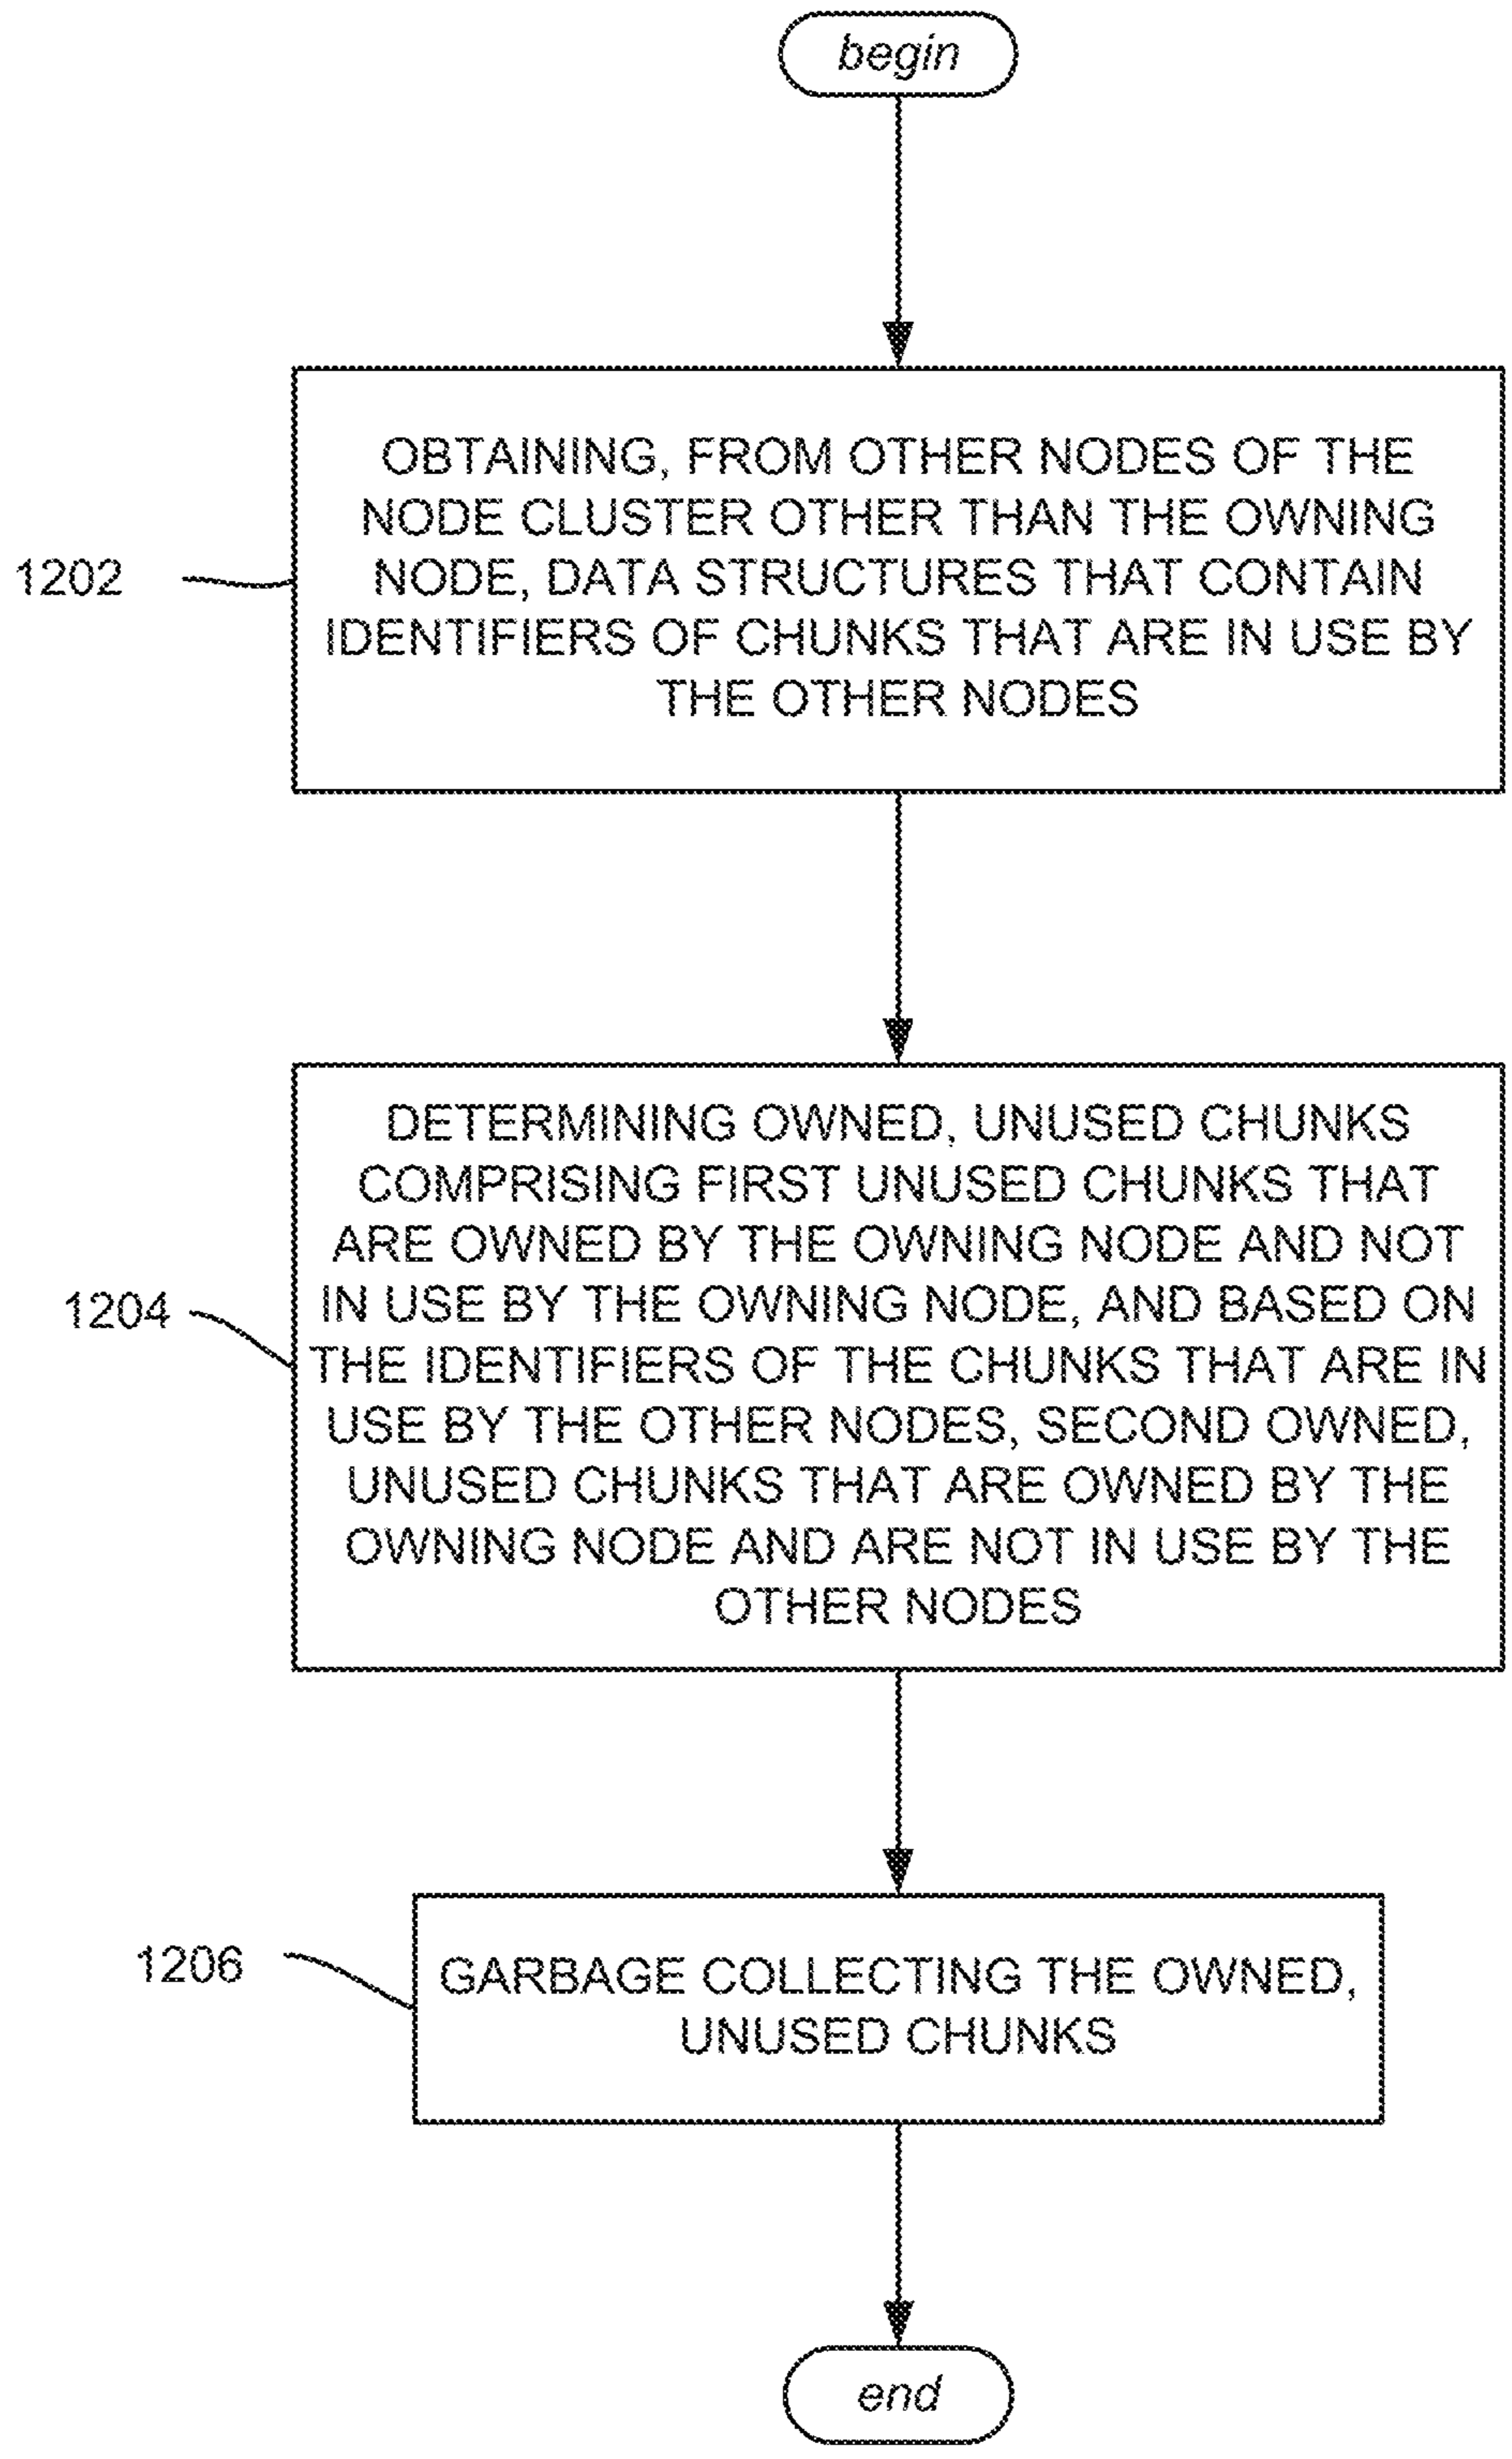 begin
OBTAINING, FROM OTHER NODES OF THE
NODE CLUSTER OTHER THAN THE OWNING
1202
NODE, DATA STRUCTURES THAT CONTAIN
IDENTIFIERS OF CHUNKS THAT ARE IN USE BY
THE OTHER NODES
DETERMINING OWNED, UNUSED CHUNKS
COMPRISING FIRST UNUSED CHUNKS THAT
ARE OWNED BY THE OWNING NODE AND NOT
1204
IN USE BY THE OWNING NODE, AND BASED ON
THE IDENTIFIERS OF THE CHUNKS THAT ARE IN
USE BY THE OTHER NODES, SECOND OWNED,
UNUSED CHUNKS THAT ARE OWNED BY THE
OWNING NODE AND ARE NOT IN USE BY THE
OTHER NODES
1206
GARBAGE COLLECTING THE OWNED,
UNUSED CHUNKS
end